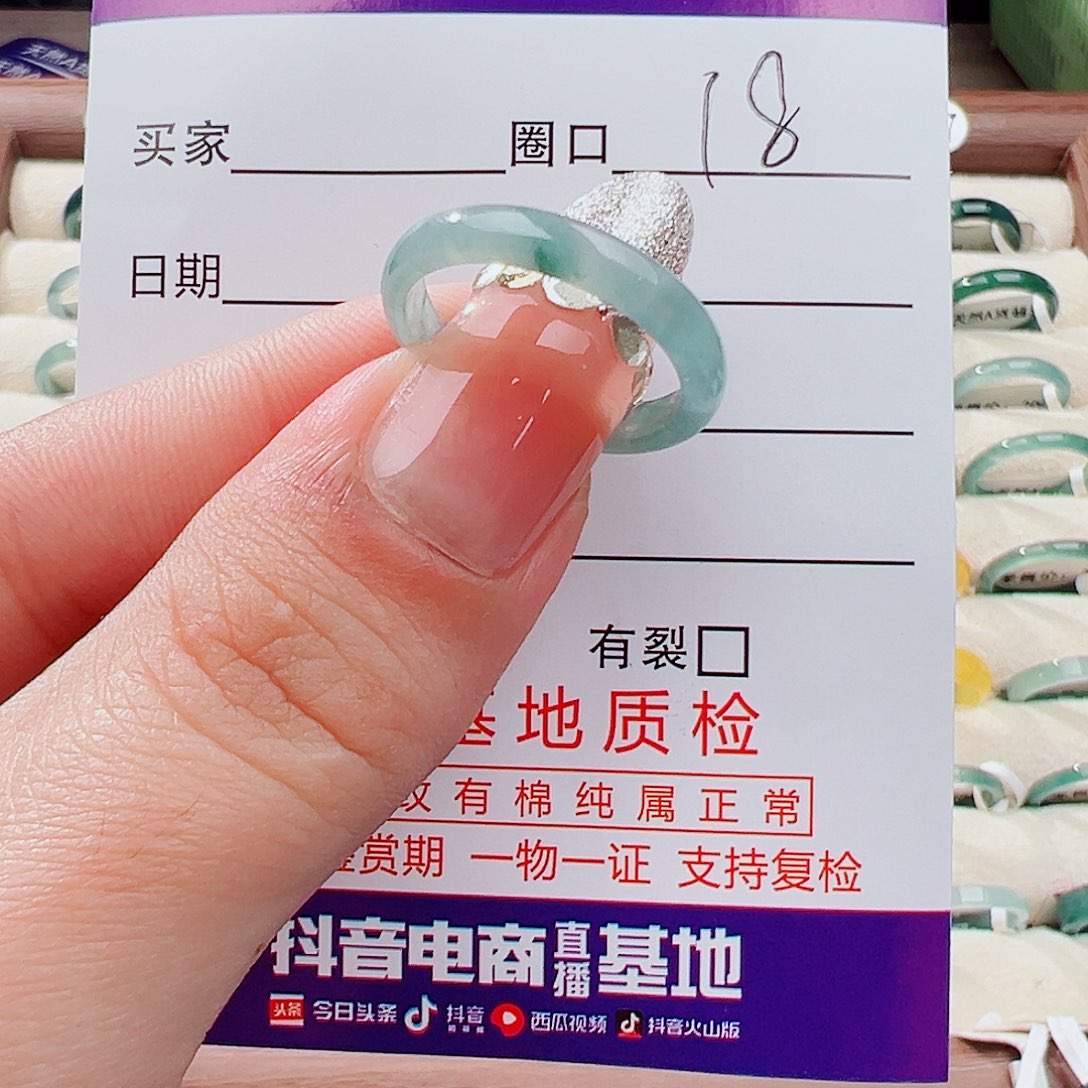 买家 圈口 18
日期
有裂
基地质检
纹有棉纯属正常
鉴赏期 一物一证 支持复检
抖音电商直播基地
头条 今日头条 抖音 西瓜视频 抖音火山版